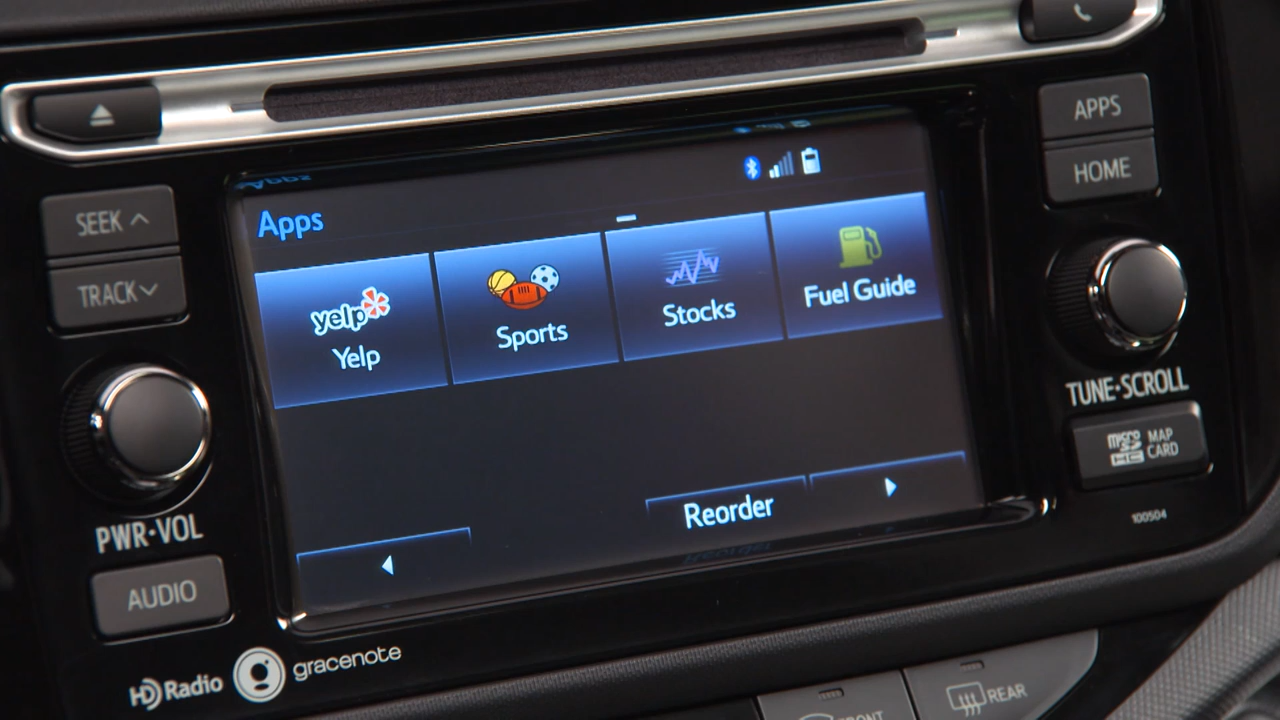 APPS
HOME
SEEK
TRACK
Apps
yelp
Yelp
Sports
Stocks
Fuel Guide
TUNE•SCROLL
micro
SD
HC
MAP
CARD
100504
PWR•VOL
Reorder
AUDIO
HD Radio
gracenote
FRONT
REAR